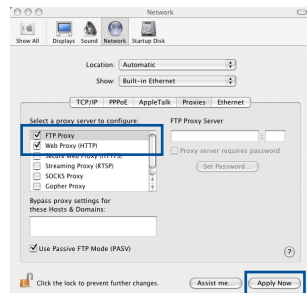 Network
Show All Displays Sound Network Startup Disk
Location: Automatic
Show: Built-in Ethernet
TCP/IP PPPoE AppleTalk Proxies Ethernet
Select a proxy server to configure:
FTP Proxy
Web Proxy (HTTP)
Secure Web Proxy (HTTPS)
Streaming Proxy (RTSP)
SOCKS Proxy
Gopher Proxy
FTP Proxy Server
:
Proxy server requires password
Set Password...
Bypass proxy settings for
these Hosts & Domains:
Use Passive FTP Mode (PASV)
?
Click the lock to prevent further changes.
Assist me...
Apply Now